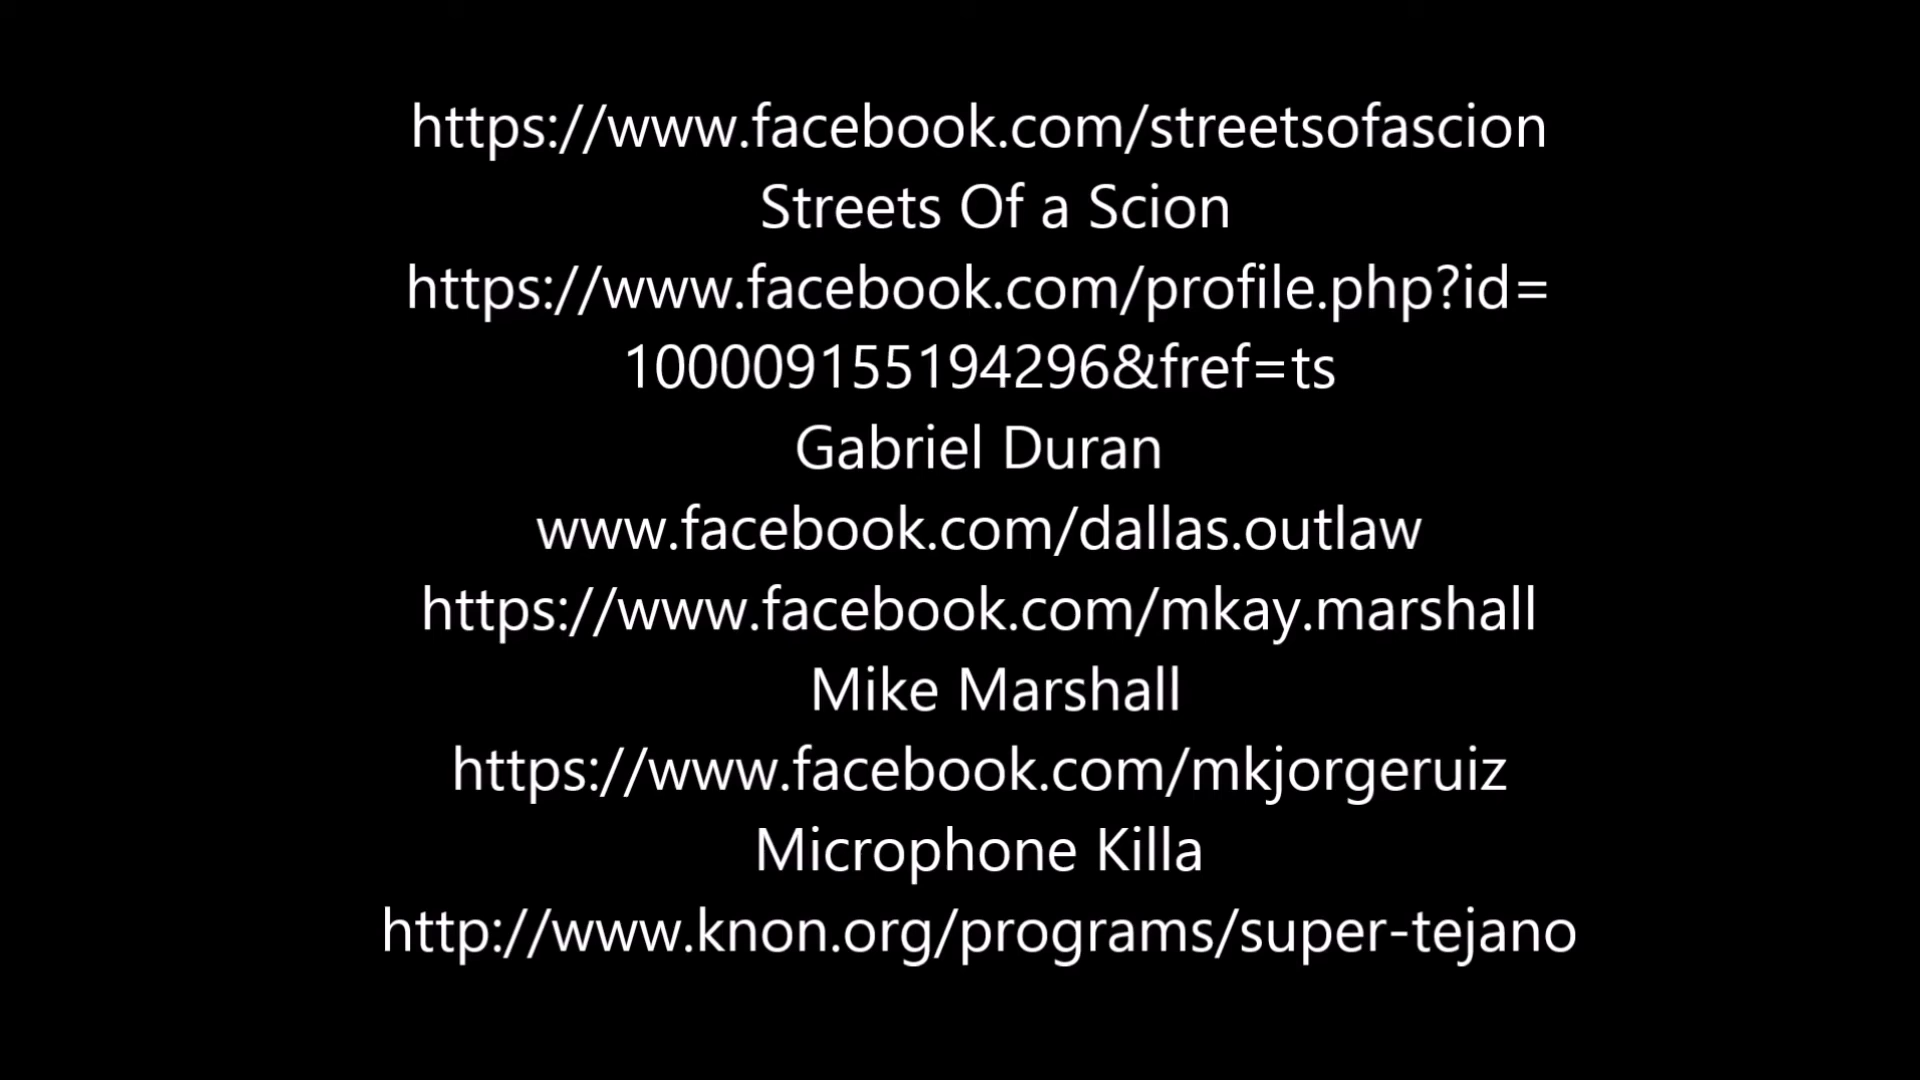 https://www.facebook.com/streetsofascion
Streets Of a Scion
https://www.facebook.com/profile.php?id=
100009155194296&fref=ts
Gabriel Duran
www.facebook.com/dallas.outlaw
https://www.facebook.com/mkay.marshall
Mike Marshall
https://www.facebook.com/mkjorgeruiz
Microphone Killa
http://www.knon.org/programs/super-tejano